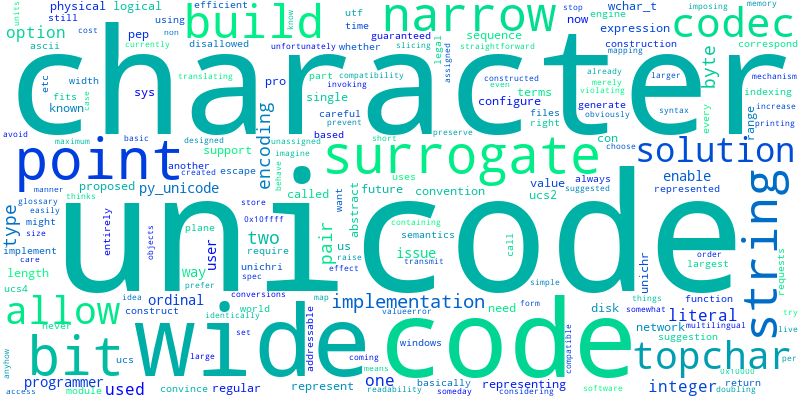 physical logical build narrow efficient utf wchar_t codec
still using time engine imposing know memory units
option pep now expression cost currently non unfortunately slicing straightforward stop
ascii disallowed whether guaranteed sequence legal construction mapping correspond
character
width translating part compatibility assigned even constructed already larger mechanism
etc sys pro single careful terms merely violating byte indexing
known fits case maximum invoking files generate syntax increase
based prevent right configure obviously printing
avoid basic designed unassigned short con every range
point encoding support imagine preserve surrogate choose solution
another escape behave uses value always suggested enable
manner created store called future convention ucs2 represented
type glossary proposed py_unicode thinks want abstract containing string
might easily entirely plane 0x10ffff pair us semantics call unichr order
size objects user two raise issue largest requests
implement care unicode
length way require effect transmit simple things
ucs4 idea prefer unichri spec form function somewhat
never conversions map implementation need disk literal try
allow ordinal identically world valueerror network multilingual
construct set addressable windows compatible suggestion live
bit wide code topchar
anyhow ucs large per
programmer convince regular represent means coming one basically representing integer 0x10000 return
access module used readability someday considering software doubling